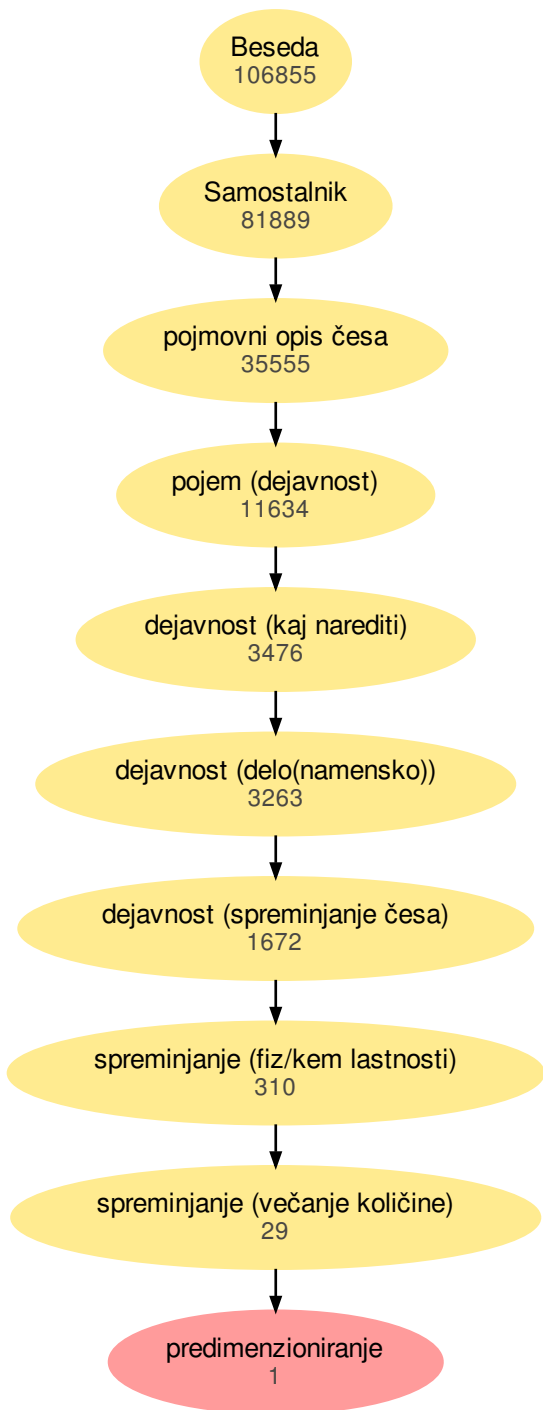 Beseda
106855
Samostalnik
81889
pojmovni opis česa
35555
pojem (dejavnost)
11634
dejavnost (kaj narediti)
3476
dejavnost (delo(namensko))
3263
dejavnost (spreminjanje česa)
1672
spreminjanje (fiz/kem lastnosti)
310
spreminjanje (večanje količine)
29
predimenzioniranje
1